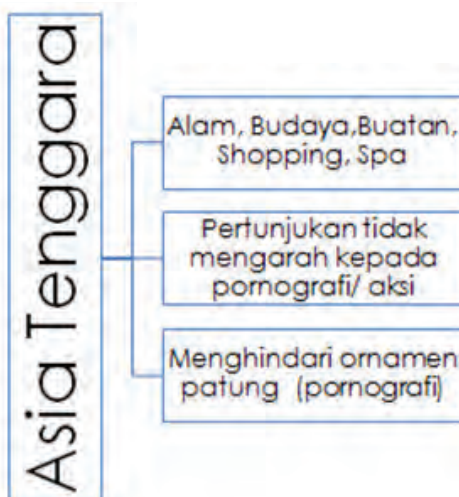 Asia Tenggara
Alam, Budaya,Buatan,
Shopping, Spa
Pertunjukan tidak
mengarah kepada
pornografi/ aksi
Menghindari ornamen
patung (pornografi)